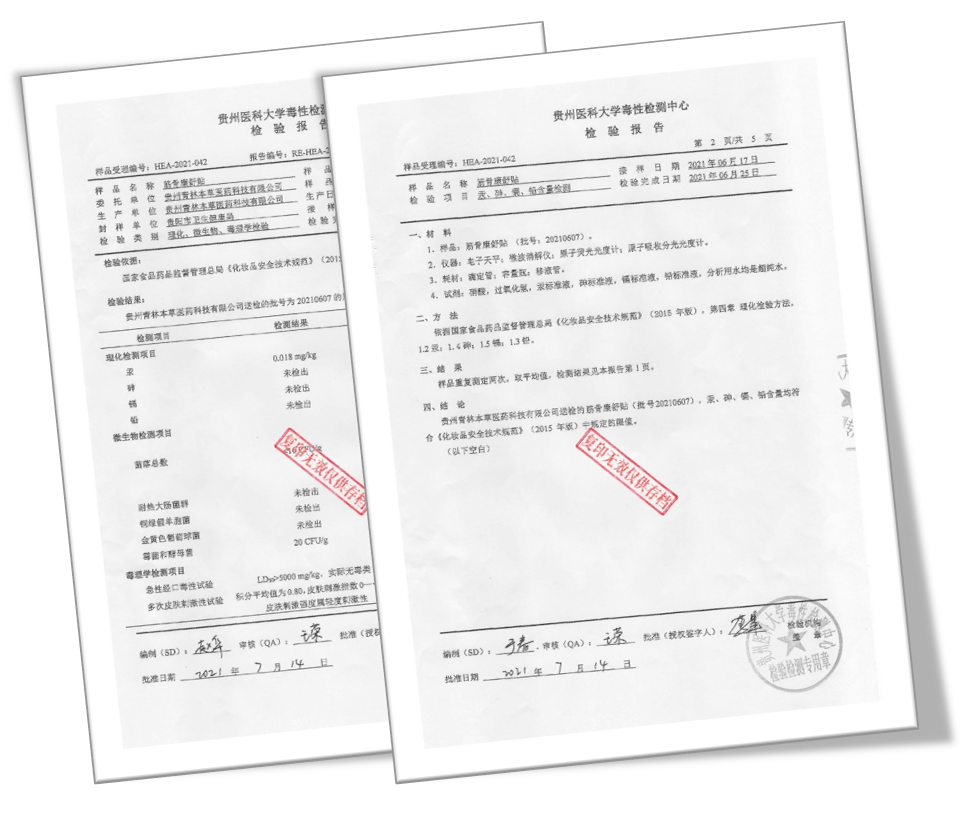 贵州医科大学毒性检
检 验 报
样品受理编号：HEA-2021-042
报告编号：RE-HEA-2
样 品 名 称 筋骨康舒贴
样 品
委 托 单 位 贵州青林本草医药科技有限公司
样 品
生 产 单 位 贵州青林本草医药科技有限公司
生 产 日
封 样 单 位 贵阳市卫生健康局
接 样
检 验 类 别 理化、微生物、毒理学检验
检 验
检验依据：
国家食品药品监督管理总局《化妆品安全技术规范》（2015
检验结果：
贵州青林本草医药科技有限公司送检的批号为 20210607 的
检测项目
检测结果
理化检测项目
汞
0.018 mg/kg
砷
未检出
镉
未检出
铅
未检出
微生物检测项目
菌落总数
CFU/g
耐热大肠菌群
未检出
铜绿假单胞菌
未检出
金黄色葡萄球菌
未检出
霉菌和酵母菌
20 CFU/g
毒理学检测项目
急性经口毒性试验
LD₅₀>5000 mg/kg，实际无毒类
多次皮肤刺激性试验
积分平均值为 0.80，皮肤刺激指数 0
皮肤刺激强度属轻度刺激性
复印无效仅供存档
编制（SD）：
审核（QA）：
批准（授权
批准日期 2021 年 7 月 14 日
贵州医科大学毒性检测中心
检 验 报 告
第 2 页/共 5 页
样品受理编号：HEA-2021-042
样 品 名 称 筋骨康舒贴
接 样 日 期 2021 年 06 月 17 日
检 验 项 目 汞、砷、镉、铅含量检测
检验完成日期 2021 年 06 月 25 日
一、材 料
1．样品：筋骨康舒贴 （批号：20210607）。
2．仪器：电子天平；微波消解仪；原子荧光光度计；原子吸收分光光度计。
3．耗材：滴定管；容量瓶；移液管。
4．试剂：硝酸，过氧化氢，汞标准液，砷标准液，镉标准液，铅标准液，分析用水均是超纯水。
二、方 法
依据国家食品药品监督管理总局《化妆品安全技术规范》（2015 年版），第四章 理化检验方法，
1.2 汞；1.4 砷；1.5 镉；1.3 铅。
三、结 果
样品重复测定两次，取平均值，检测结果见本报告第 1 页。
四、结 论
贵州青林本草医药科技有限公司送检的筋骨康舒贴（批号20210607），汞、砷、镉、铅含量均符
合《化妆品安全技术规范》（2015 年版）中规定的限值。
（以下空白）
复印无效仅供存档
编制（SD）：
审核（QA）：
批准（授权签字人）：
检验机构
盖 章
批准日期 2021 年 7 月 14 日
贵州医科大学毒性检测中心
检验检测专用章